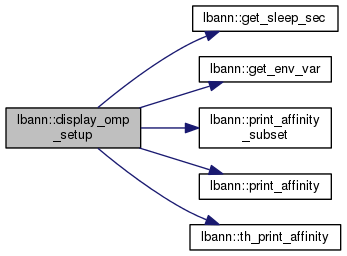 lbann::display_omp
_setup
lbann::get_sleep_sec
lbann::get_env_var
lbann::print_affinity
_subset
lbann::print_affinity
lbann::th_print_affinity